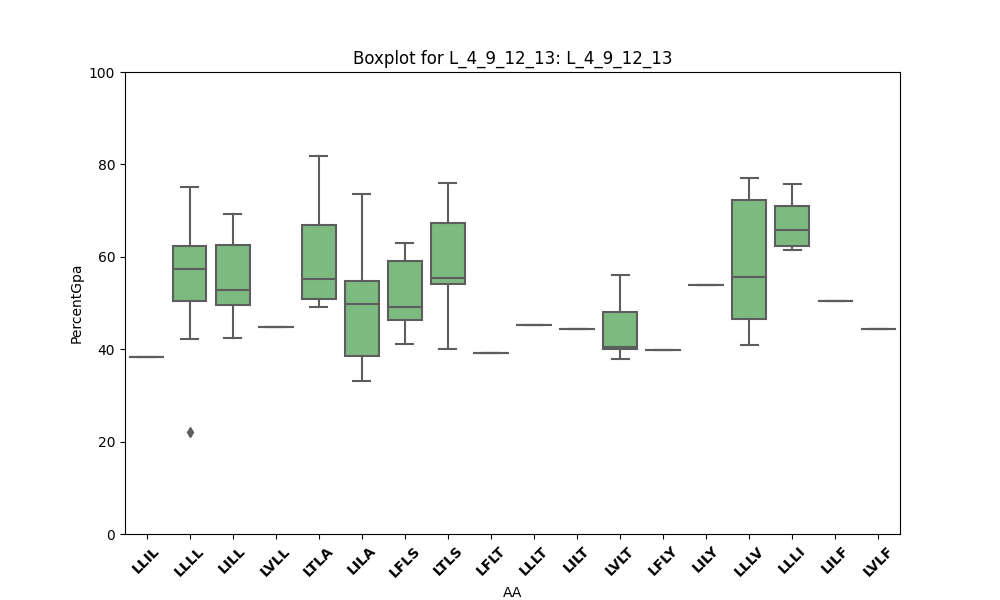 Boxplot for L_4_9_12_13: L_4_9_12_13
100
80
60
40
20
0
PercentGpa
LLIL
LLLL
LILL
LVLL
LTLA
LILA
LFLS
LTLS
LFLT
LLLT
LILT
LVLT
LFLY
LILY
LLLV
LLLI
LILF
LVLF
AA